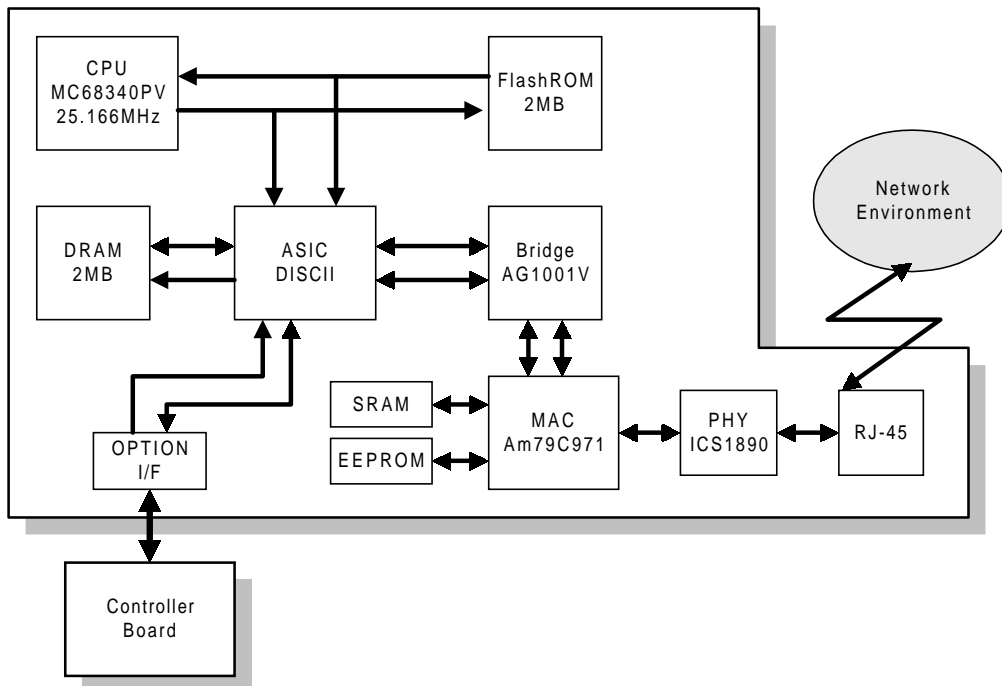 CPU
MC68340PV
25.166MHz
FlashROM
2MB
Network
Environment
DRAM
2MB
ASIC
DISCII
Bridge
AG1001V
SRAM
EEPROM
MAC
Am79C971
PHY
ICS1890
RJ-45
OPTION
I/F
Controller
Board